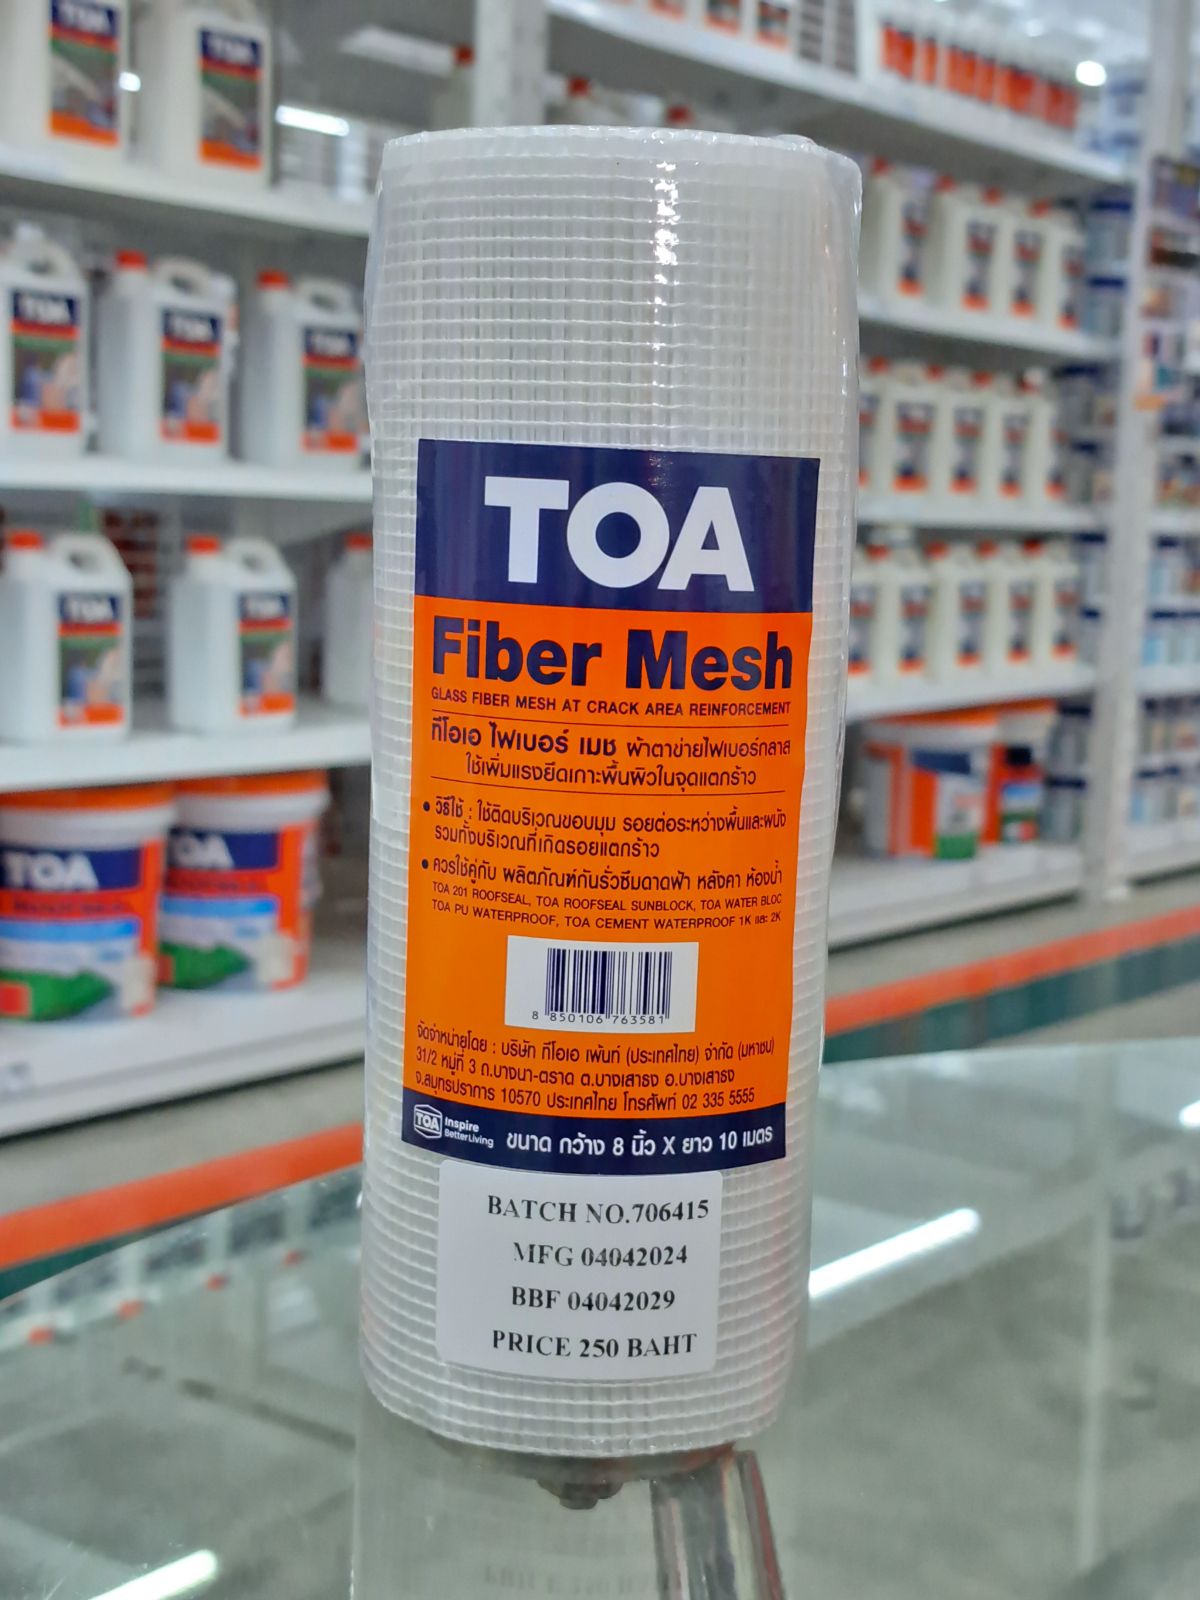 TOA
Fiber Mesh
GLASS FIBER MESH AT CRACK AREA REINFORCEMENT
ทีโอเอ ไฟเบอร์ เมช ผ้าตาข่ายไฟเบอร์กลาส
ใช้เพิ่มแรงยึดเกาะพื้นผิวในจุดแตกร้าว
• วิธีใช้ : ใช้ติดบริเวณขอบมุม รอยต่อระหว่างพื้นและผนัง
รวมทั้งบริเวณที่เกิดรอยแตกร้าว
• ควรใช้คู่กับ ผลิตภัณฑ์กันรั่วซึมดาดฟ้า หลังคา ห้องน้ำ
TOA 201 ROOFSEAL, TOA ROOFSEAL SUNBLOCK, TOA WATER BLOC
TOA PU WATERPROOF, TOA CEMENT WATERPROOF 1K และ 2K
8 850106 763581
จัดจำหน่ายโดย : บริษัท ทีโอเอ เพ้นท์ (ประเทศไทย) จำกัด (มหาชน)
31/2 หมู่ที่ 3 ถ.บางนา-ตราด ต.บางเสาธง อ.บางเสาธง
จ.สมุทรปราการ 10570 ประเทศไทย โทรศัพท์ 02 335 5555
TOA Inspire Better Living
ขนาด กว้าง 8 นิ้ว X ยาว 10 เมตร
BATCH NO.706415
MFG 04042024
BBF 04042029
PRICE 250 BAHT
TOA
TOA
TOA
TOA
TOA
TOA
TOA
TOA